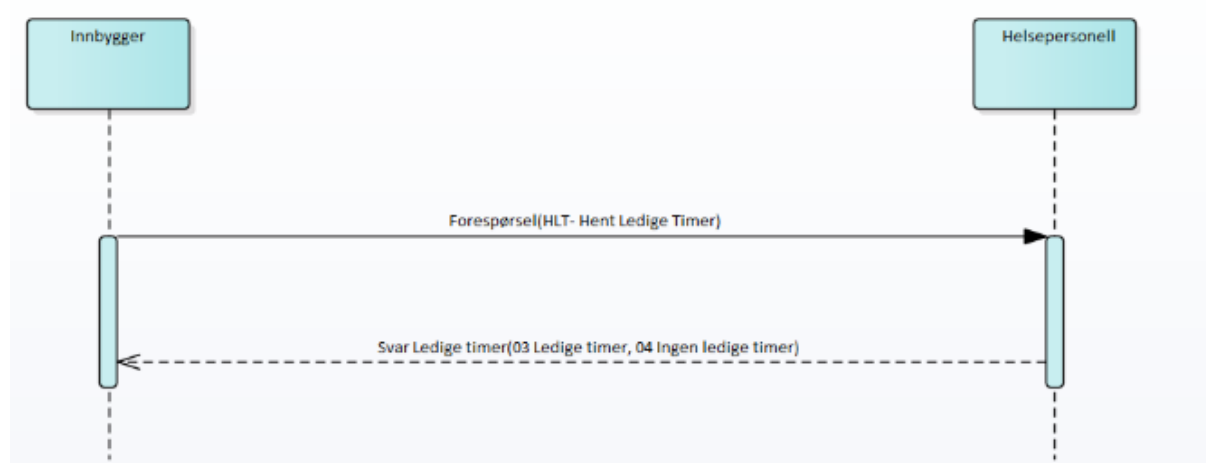 Innbygger
Helsepersonell
Forespørsel(HLT- Hent Ledige Timer)
Svar Ledige timer(03 Ledige timer, 04 Ingen ledige timer)